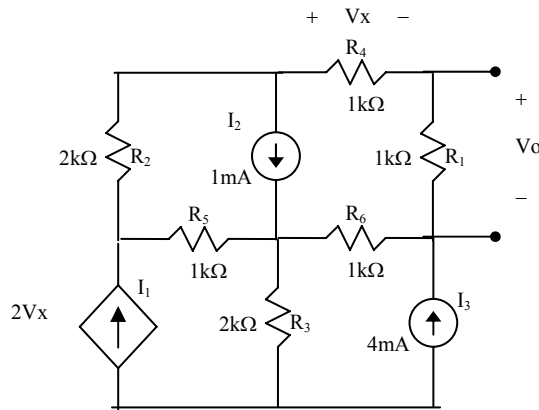 + Vx −
R4
1kΩ
+
I2
2kΩ R2
1mA
1kΩ R1
Vo
R5
R6
−
1kΩ
1kΩ
I1
2Vx
2kΩ R3
I3
4mA